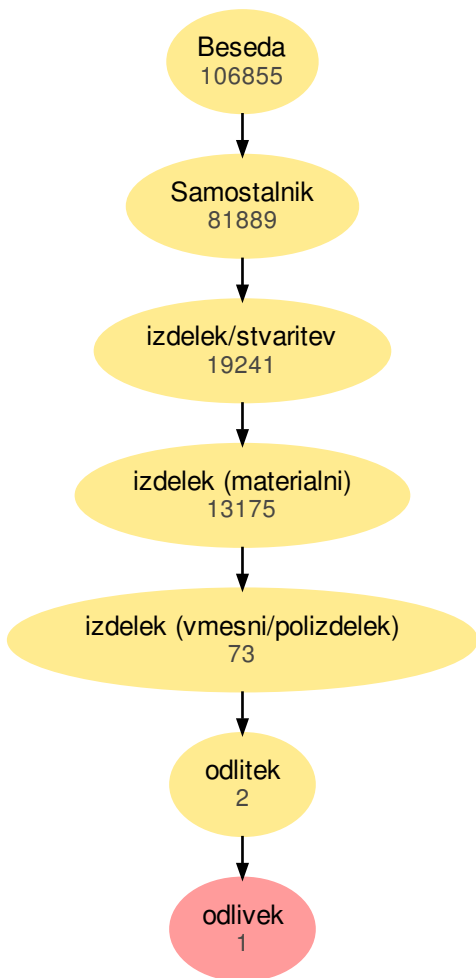 Beseda
106855
Samostalnik
81889
izdelek/stvaritev
19241
izdelek (materialni)
13175
izdelek (vmesni/polizdelek)
73
odlitek
2
odlivek
1